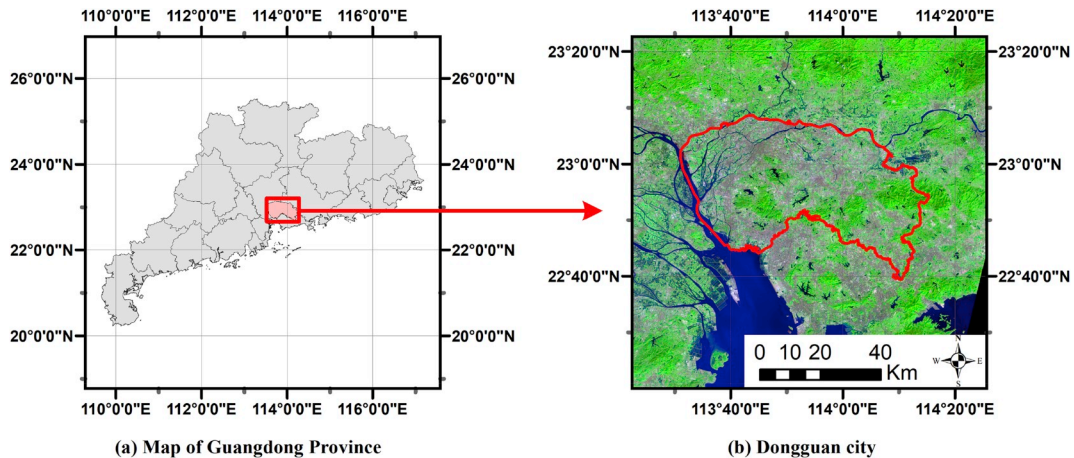 110°0'0"E 112°0'0"E 114°0'0"E 116°0'0"E
26°0'0"N 26°0'0"N
24°0'0"N 24°0'0"N
22°0'0"N 22°0'0"N
20°0'0"N 20°0'0"N
110°0'0"E 112°0'0"E 114°0'0"E 116°0'0"E
(a) Map of Guangdong Province
113°40'0"E 114°0'0"E 114°20'0"E
23°20'0"N 23°20'0"N
23°0'0"N 23°0'0"N
22°40'0"N 22°40'0"N
N
W E
S
0 10 20 40
Km
113°40'0"E 114°0'0"E 114°20'0"E
(b) Dongguan city